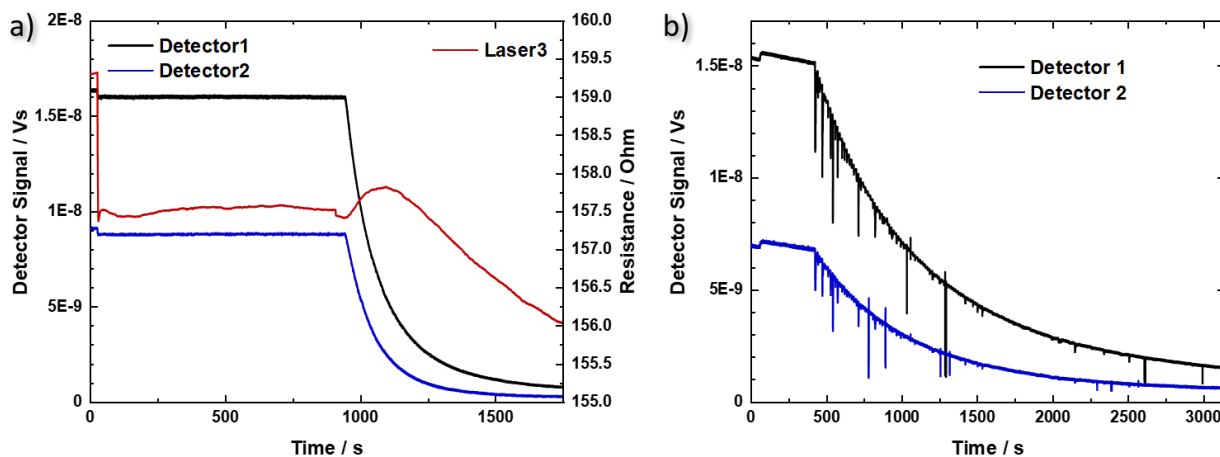 a)
Detector1
Detector2
Laser3
2E-8
1.5E-8
1E-8
5E-9
0
Detector Signal / Vs
160.0
159.5
159.0
158.5
158.0
157.5
157.0
156.5
156.0
155.5
155.0
Resistance / Ohm
0 500 1000 1500
Time / s
b)
Detector 1
Detector 2
1.5E-8
1E-8
5E-9
0
Detector Signal / Vs
0 500 1000 1500 2000 2500 3000
Time / s